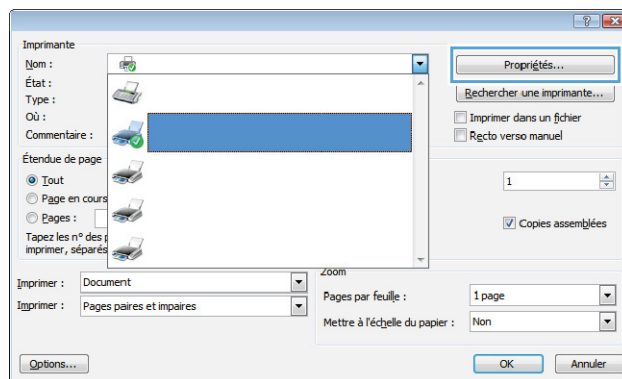 Imprimante
Nom :
Propriétés...
État :
Type :
Rechercher une imprimante...
Où :
Imprimer dans un fichier
Commentaire :
Recto verso manuel
Étendue de page
Tout
1
Page en cours
Pages :
Copies assemblées
Tapez les n° des
imprimer, séparés
Zoom
Imprimer : Document
Pages par feuille : 1 page
Imprimer : Pages paires et impaires
Mettre à l'échelle du papier : Non
Options...
OK
Annuler